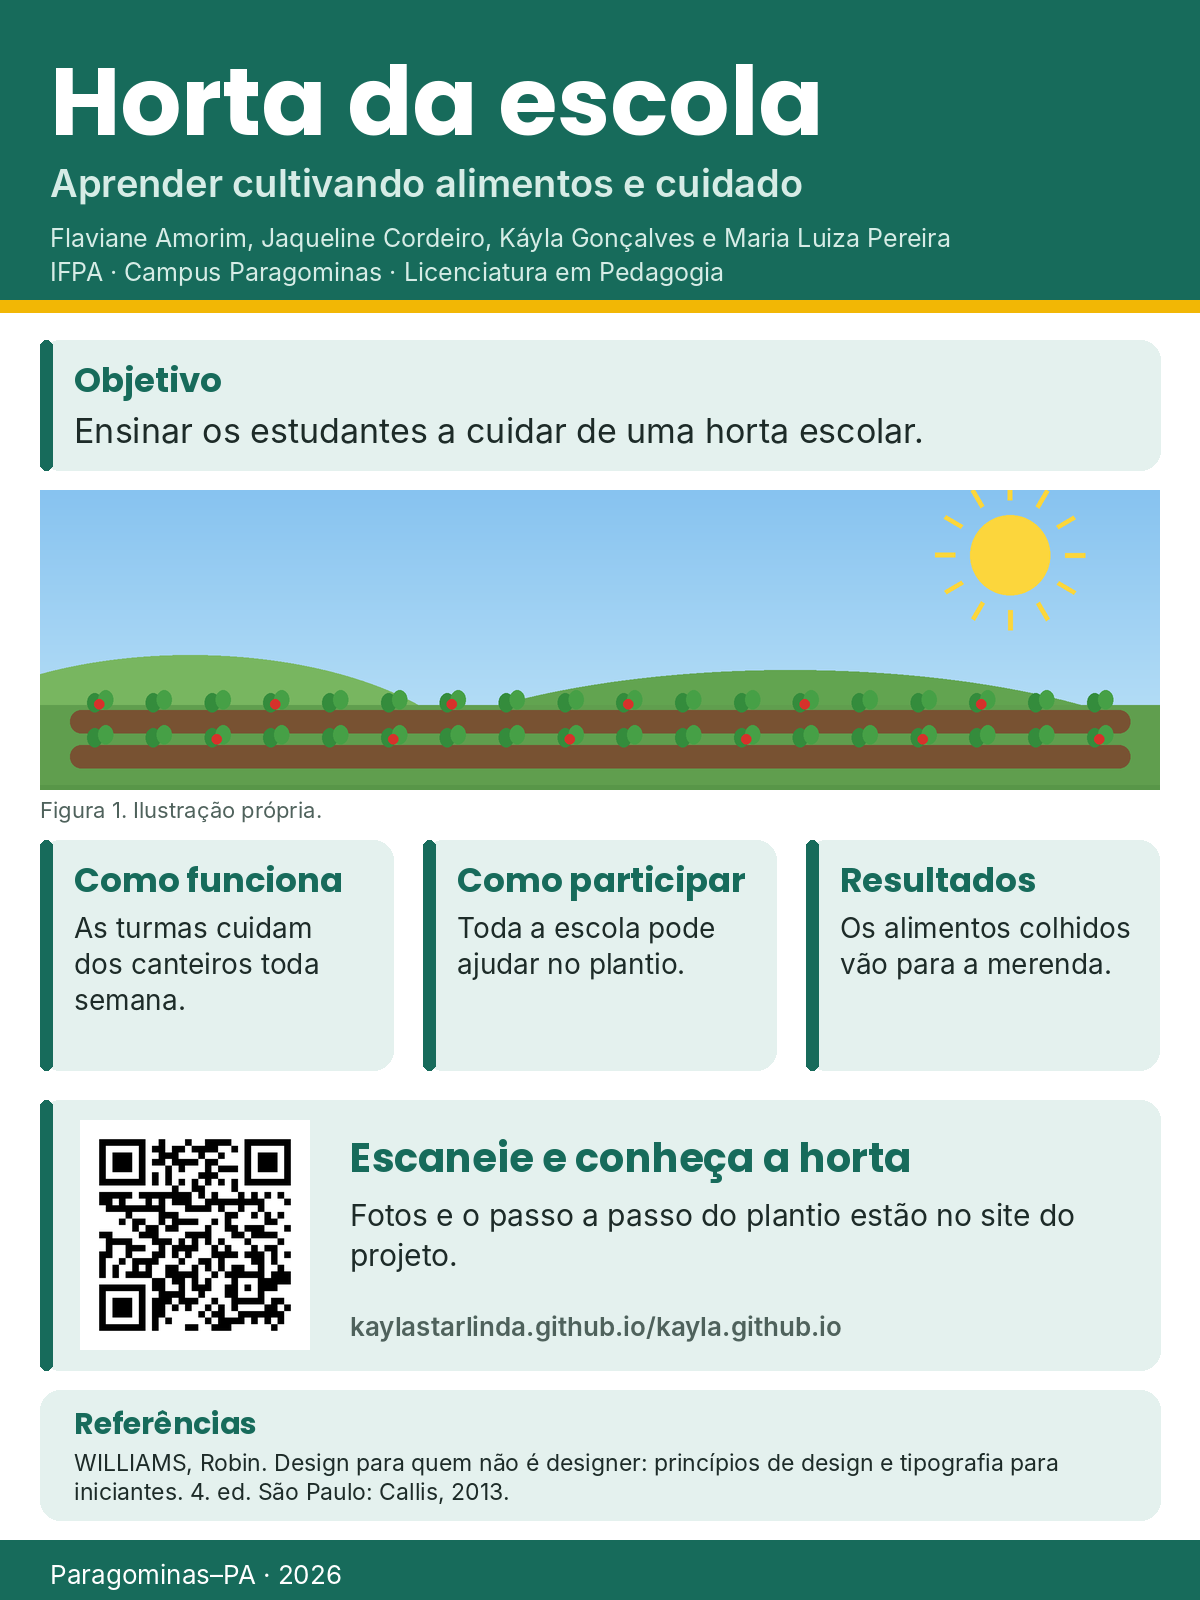 Horta da escola
Aprender cultivando alimentos e cuidado
Flaviane Amorim, Jaqueline Cordeiro, Káyla Gonçalves e Maria Luiza Pereira
IFPA · Campus Paragominas · Licenciatura em Pedagogia
Objetivo
Ensinar os estudantes a cuidar de uma horta escolar.
Figura 1. Ilustração própria.
Como funciona
As turmas cuidam
dos canteiros toda
semana.
Como participar
Toda a escola pode
ajudar no plantio.
Resultados
Os alimentos colhidos
vão para a merenda.
Escaneie e conheça a horta
Fotos e o passo a passo do plantio estão no site do
projeto.
kaylastarlinda.github.io/kayla.github.io
Referências
WILLIAMS, Robin. Design para quem não é designer: princípios de design e tipografia para
iniciantes. 4. ed. São Paulo: Callis, 2013.
Paragominas–PA · 2026